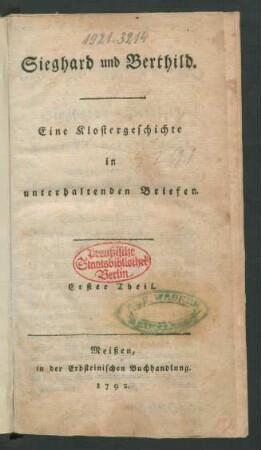 1921.3214
Sieghard und Berthild.
Eine Klostergeschichte
in
unterhaltenden Briefen.
Preußische
Staatsbibliothek
Berlin
Erster Theil.
Meißen,
in der Erbsteinischen Buchhandlung.
1792.